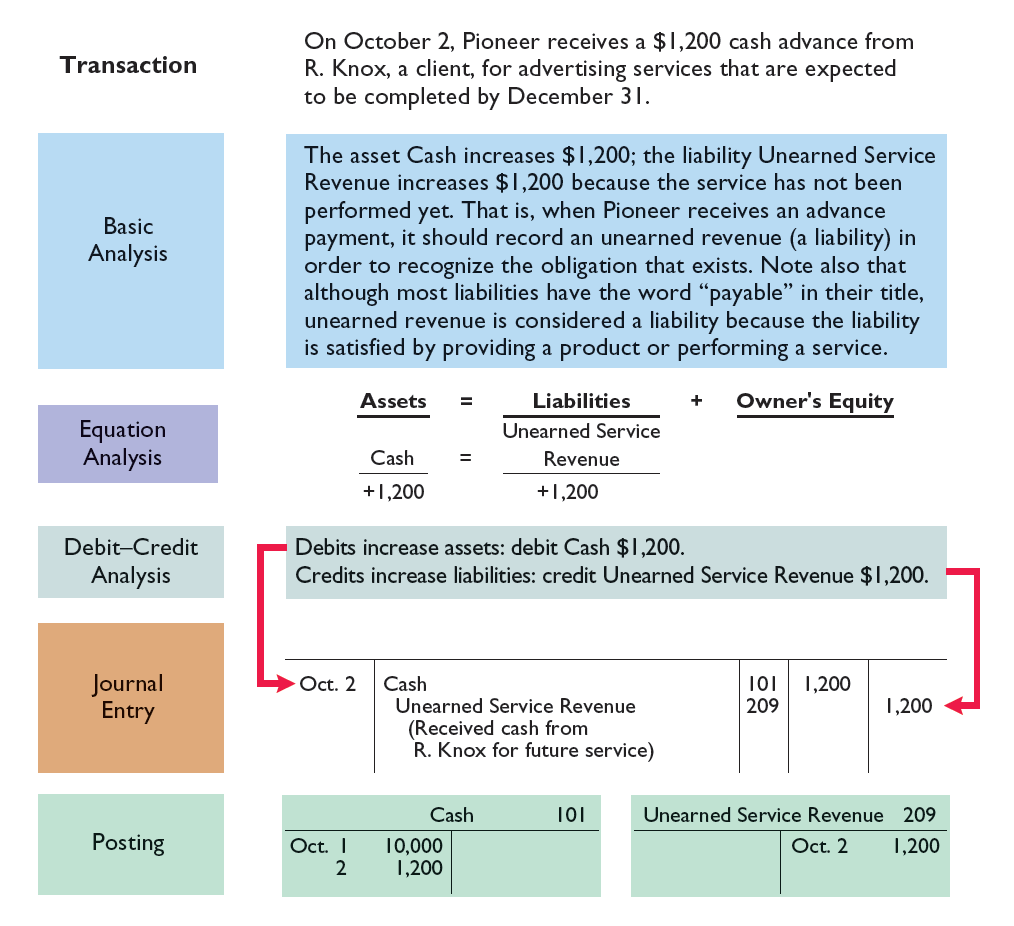 Transaction
On October 2, Pioneer receives a $1,200 cash advance from
R. Knox, a client, for advertising services that are expected
to be completed by December 31.
Basic
Analysis
The asset Cash increases $1,200; the liability Unearned Service
Revenue increases $1,200 because the service has not been
performed yet. That is, when Pioneer receives an advance
payment, it should record an unearned revenue (a liability) in
order to recognize the obligation that exists. Note also that
although most liabilities have the word “payable” in their title,
unearned revenue is considered a liability because the liability
is satisfied by providing a product or performing a service.
Equation
Analysis
Assets = Liabilities + Owner's Equity
Unearned Service
Cash = Revenue
+1,200 +1,200
Debit–Credit
Analysis
Debits increase assets: debit Cash $1,200.
Credits increase liabilities: credit Unearned Service Revenue $1,200.
Journal
Entry
Oct. 2 Cash 101 1,200
Unearned Service Revenue 209 1,200
(Received cash from
R. Knox for future service)
Posting
Cash 101
Oct. 1 10,000
2 1,200
Unearned Service Revenue 209
Oct. 2 1,200